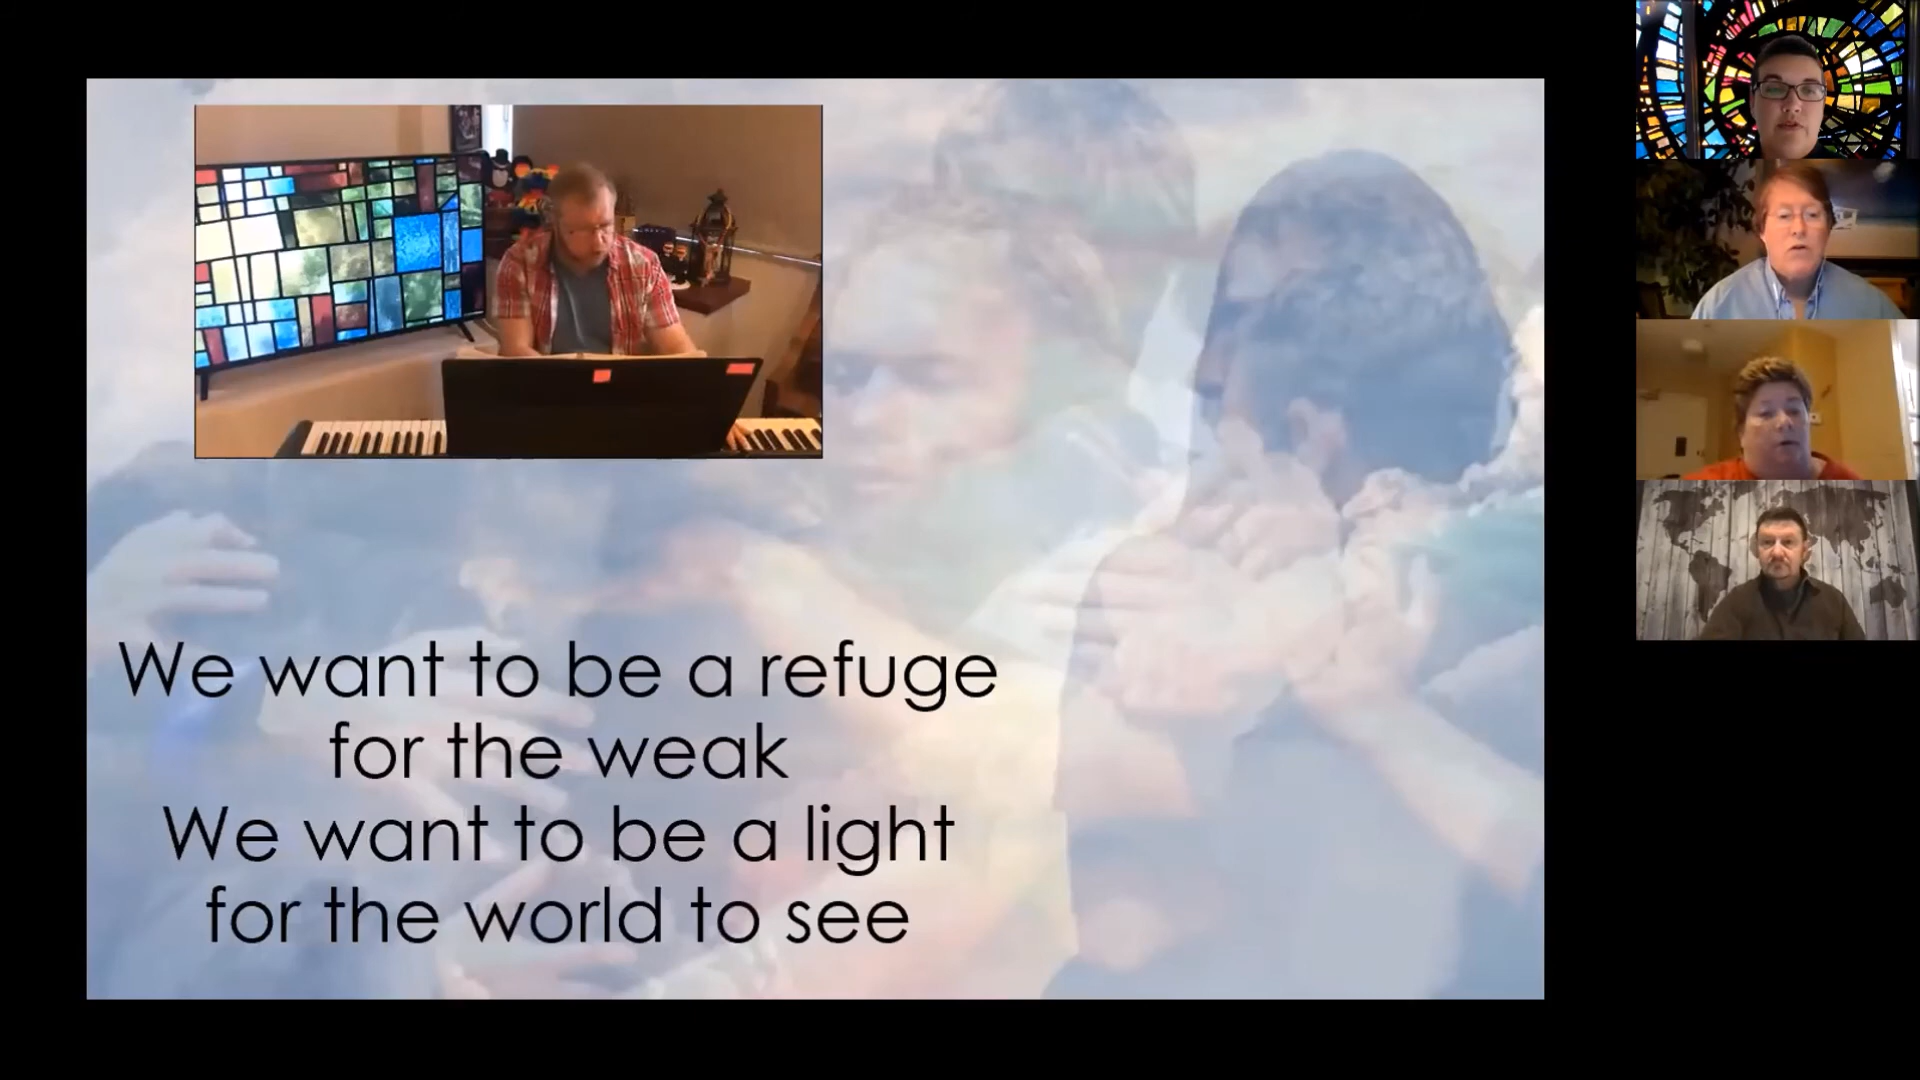 We want to be a refuge
for the weak
We want to be a light
for the world to see